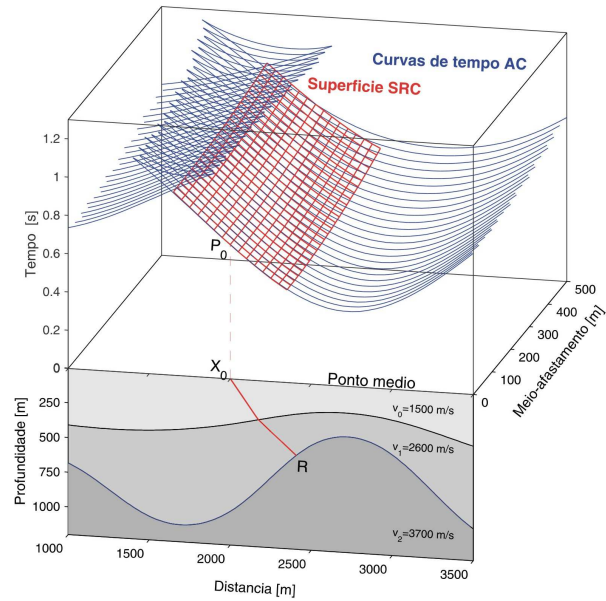 Curvas de tempo AC
Superficie SRC
1.2
1
0.8
0.6
0.4
0.2
0
Tempo [s]
P0
X0
Ponto medio
500
400
300
200
100
0
Meio-afastamento [m]
v0=1500 m/s
v1=2600 m/s
v2=3700 m/s
R
250
500
750
1000
Profundidade [m]
1000
1500
2000
2500
3000
3500
Distancia [m]